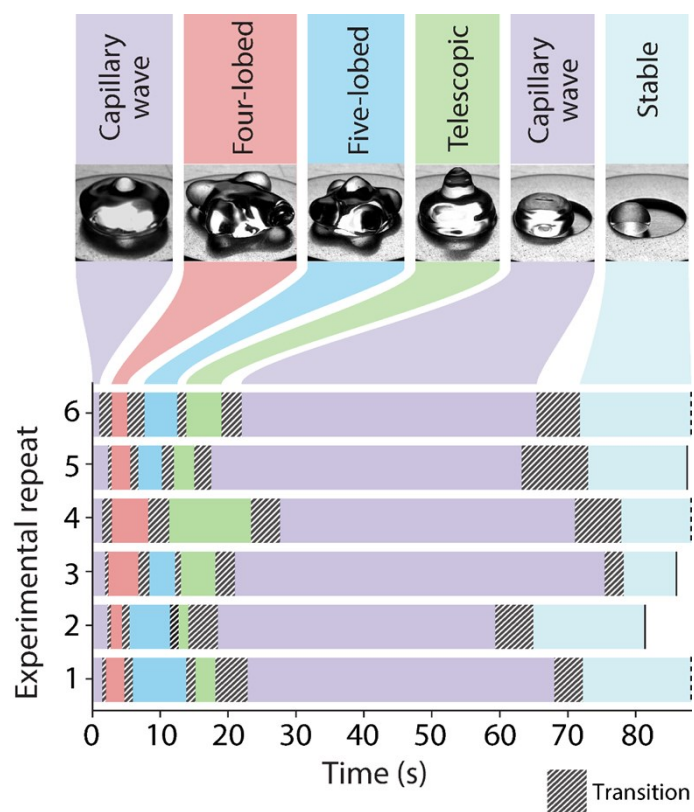 Capillary
wave
Four-lobed
Five-lobed
Telescopic
Capillary
wave
Stable
Experimental repeat
6
5
4
3
2
1
0 10 20 30 40 50 60 70 80
Time (s)
Transition